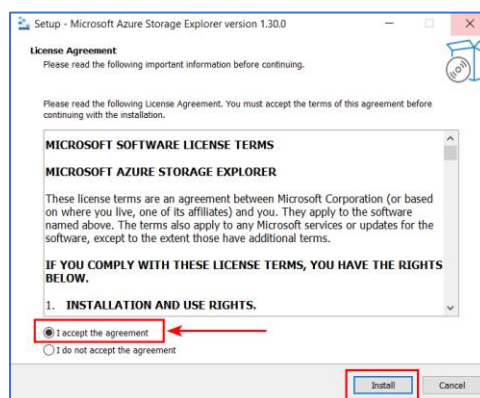 Setup - Microsoft Azure Storage Explorer version 1.30.0
License Agreement
Please read the following important information before continuing.
Please read the following License Agreement. You must accept the terms of this agreement before
continuing with the installation.
MICROSOFT SOFTWARE LICENSE TERMS
MICROSOFT AZURE STORAGE EXPLORER
These license terms are an agreement between Microsoft Corporation (or based
on where you live, one of its affiliates) and you. They apply to the software
named above. The terms also apply to any Microsoft services or updates for the
software, except to the extent those have additional terms.
IF YOU COMPLY WITH THESE LICENSE TERMS, YOU HAVE THE RIGHTS
BELOW.
1. INSTALLATION AND USE RIGHTS.
I accept the agreement
I do not accept the agreement
Install
Cancel